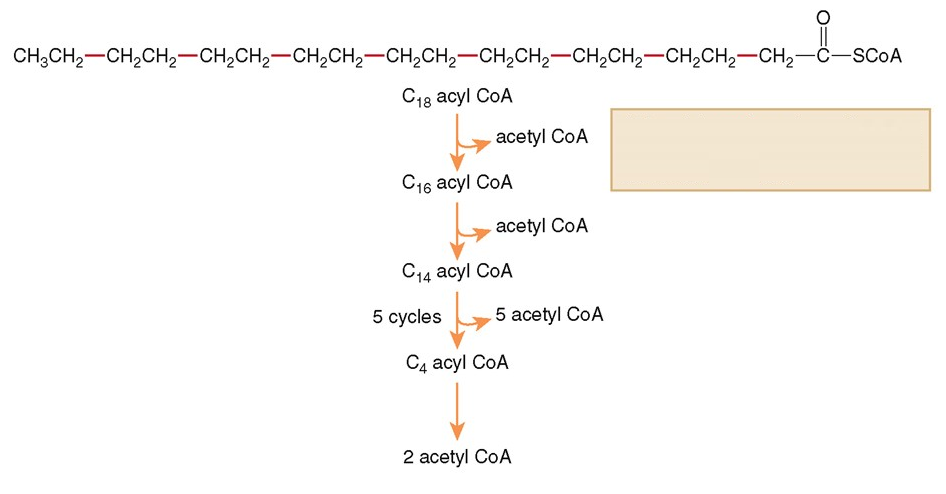 O
CH₃CH₂—CH₂CH₂—CH₂CH₂—CH₂CH₂—CH₂CH₂—CH₂CH₂—CH₂CH₂—CH₂CH₂—CH₂—C—SCoA
C₁₈ acyl CoA
acetyl CoA
C₁₆ acyl CoA
acetyl CoA
C₁₄ acyl CoA
5 cycles 5 acetyl CoA
C₄ acyl CoA
2 acetyl CoA